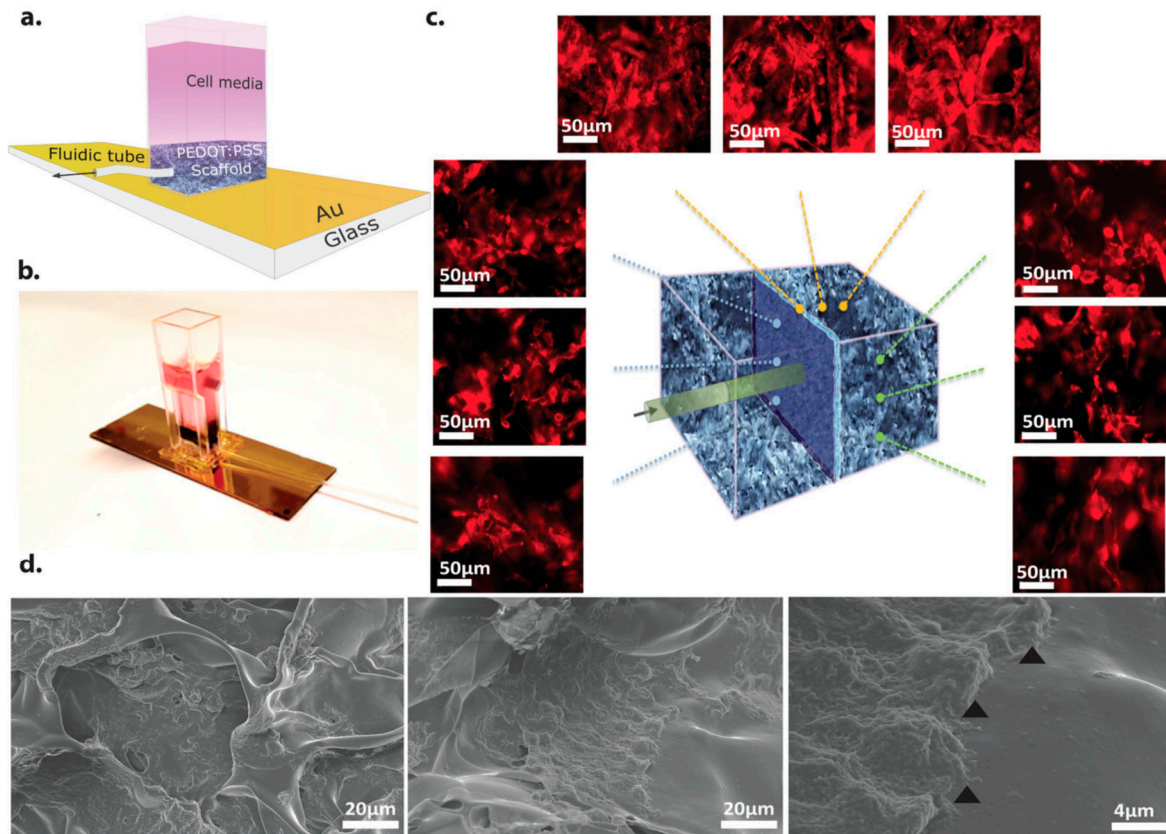 a.
Cell media
PEDOT:PSS
Scaffold
Fluidic tube
Au
Glass
b.
c.
50µm
50µm
50µm
50µm
50µm
50µm
50µm
50µm
50µm
d.
20µm
20µm
4µm